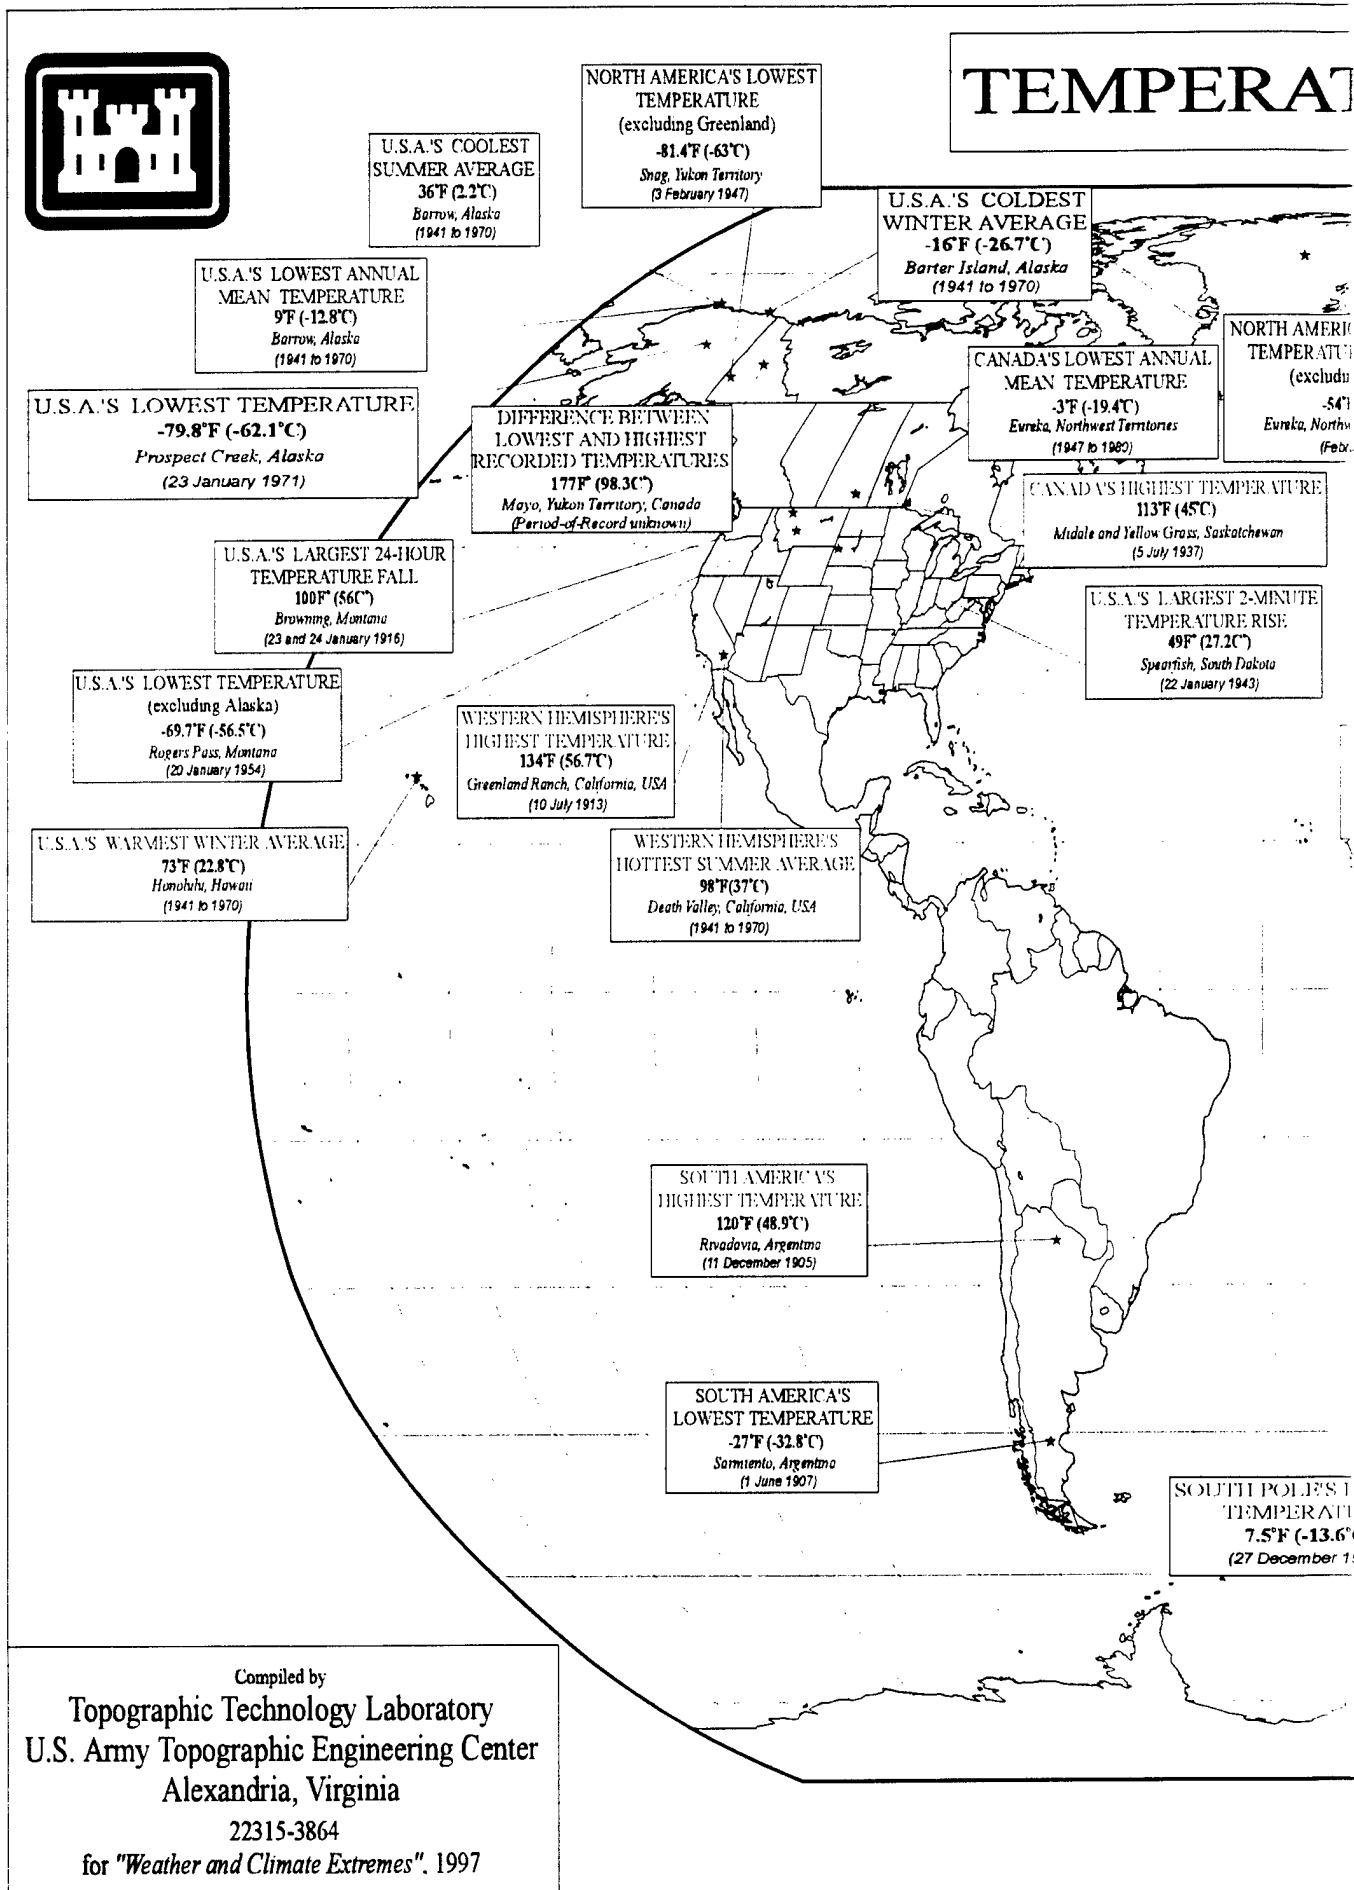 TEMPERAT
NORTH AMERICA'S LOWEST
TEMPERATURE
(excluding Greenland)
-81.4°F (-63°C)
Snag, Yukon Territory
(3 February 1947)
U.S.A.'S COOLEST
SUMMER AVERAGE
36°F (2.2°C)
Barrow, Alaska
(1941 to 1970)
U.S.A.'S COLDEST
WINTER AVERAGE
-16°F (-26.7°C)
Barter Island, Alaska
(1941 to 1970)
U.S.A.'S LOWEST ANNUAL
MEAN TEMPERATURE
9°F (-12.8°C)
Barrow, Alaska
(1941 to 1970)
NORTH AMERIC
TEMPERATU
(exclud
-54°
Eureka, Northw
(Febr.
CANADA'S LOWEST ANNUAL
MEAN TEMPERATURE
-3°F (-19.4°C)
Eureka, Northwest Territories
(1947 to 1980)
U.S.A.'S LOWEST TEMPERATURE
-79.8°F (-62.1°C)
Prospect Creek, Alaska
(23 January 1971)
DIFFERENCE BETWEEN
LOWEST AND HIGHEST
RECORDED TEMPERATURES
177F° (98.3C°)
Mayo, Yukon Territory, Canada
(Period-of-Record unknown)
CANADA'S HIGHEST TEMPERATURE
113°F (45°C)
Midale and Yellow Grass, Saskatchewan
(5 July 1937)
U.S.A.'S LARGEST 24-HOUR
TEMPERATURE FALL
100F° (56C°)
Browning, Montana
(23 and 24 January 1916)
U.S.A.'S LARGEST 2-MINUTE
TEMPERATURE RISE
49F° (27.2C°)
Spearfish, South Dakota
(22 January 1943)
U.S.A.'S LOWEST TEMPERATURE
(excluding Alaska)
-69.7°F (-56.5°C)
Rogers Pass, Montana
(20 January 1954)
WESTERN HEMISPHERE'S
HIGHEST TEMPERATURE
134°F (56.7°C)
Greenland Ranch, California, USA
(10 July 1913)
U.S.A.'S WARMEST WINTER AVERAGE
73°F (22.8°C)
Honolulu, Hawaii
(1941 to 1970)
WESTERN HEMISPHERE'S
HOTTEST SUMMER AVERAGE
98°F(37°C)
Death Valley, California, USA
(1941 to 1970)
SOUTH AMERICA'S
HIGHEST TEMPERATURE
120°F (48.9°C)
Rivadavia, Argentina
(11 December 1905)
SOUTH AMERICA'S
LOWEST TEMPERATURE
-27°F (-32.8°C)
Sarmiento, Argentina
(1 June 1907)
SOUTH POLE'S
TEMPERATU
7.5°F (-13.6°
(27 December 19
Compiled by
Topographic Technology Laboratory
U.S. Army Topographic Engineering Center
Alexandria, Virginia
22315-3864
for "Weather and Climate Extremes", 1997